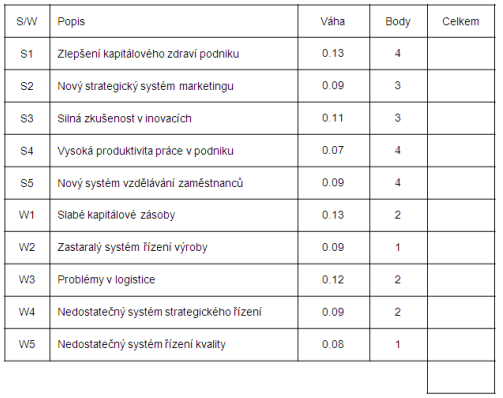 S/W Popis Váha Body Celkem
S1 Zlepšení kapitálového zdraví podniku 0.13 4
S2 Nový strategický systém marketingu 0.09 3
S3 Silná zkušenost v inovacích 0.11 3
S4 Vysoká produktivita práce v podniku 0.07 4
S5 Nový systém vzdělávání zaměstnanců 0.09 4
W1 Slabé kapitálové zásoby 0.13 2
W2 Zastaralý systém řízení výroby 0.09 1
W3 Problémy v logistice 0.12 2
W4 Nedostatečný systém strategického řízení 0.09 2
W5 Nedostatečný systém řízení kvality 0.08 1